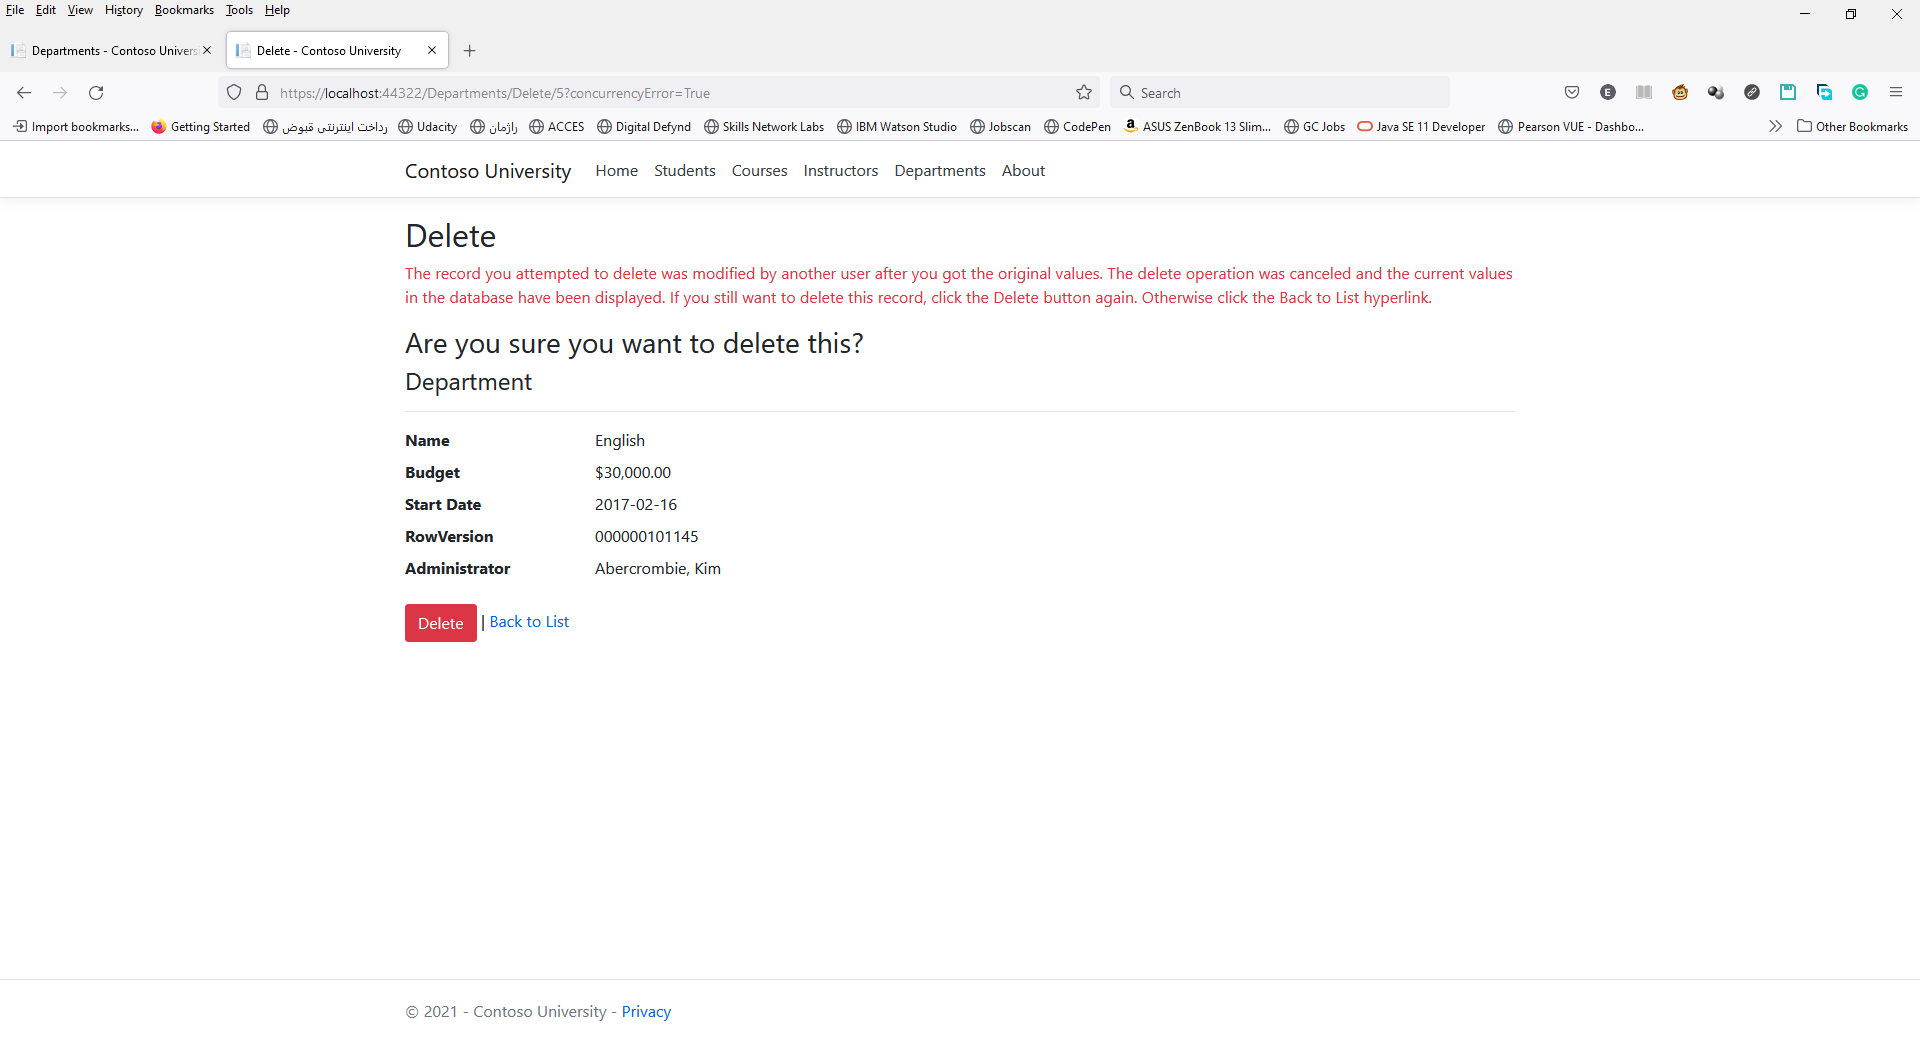 File Edit View History Bookmarks Tools Help
Departments - Contoso Univers
Delete - Contoso University
https://localhost:44322/Departments/Delete/5?concurrencyError=True
Search
E
Import bookmarks... Getting Started رداخت اینترنتی قبوض Udacity راژمان ACCES Digital Defynd Skills Network Labs IBM Watson Studio Jobscan CodePen ASUS ZenBook 13 Slim... GC Jobs Java SE 11 Developer Pearson VUE - Dashbo... Other Bookmarks
Contoso University Home Students Courses Instructors Departments About
Delete
The record you attempted to delete was modified by another user after you got the original values. The delete operation was canceled and the current values
in the database have been displayed. If you still want to delete this record, click the Delete button again. Otherwise click the Back to List hyperlink.
Are you sure you want to delete this?
Department
Name English
Budget $30,000.00
Start Date 2017-02-16
RowVersion 000000101145
Administrator Abercrombie, Kim
Delete | Back to List
© 2021 - Contoso University - Privacy